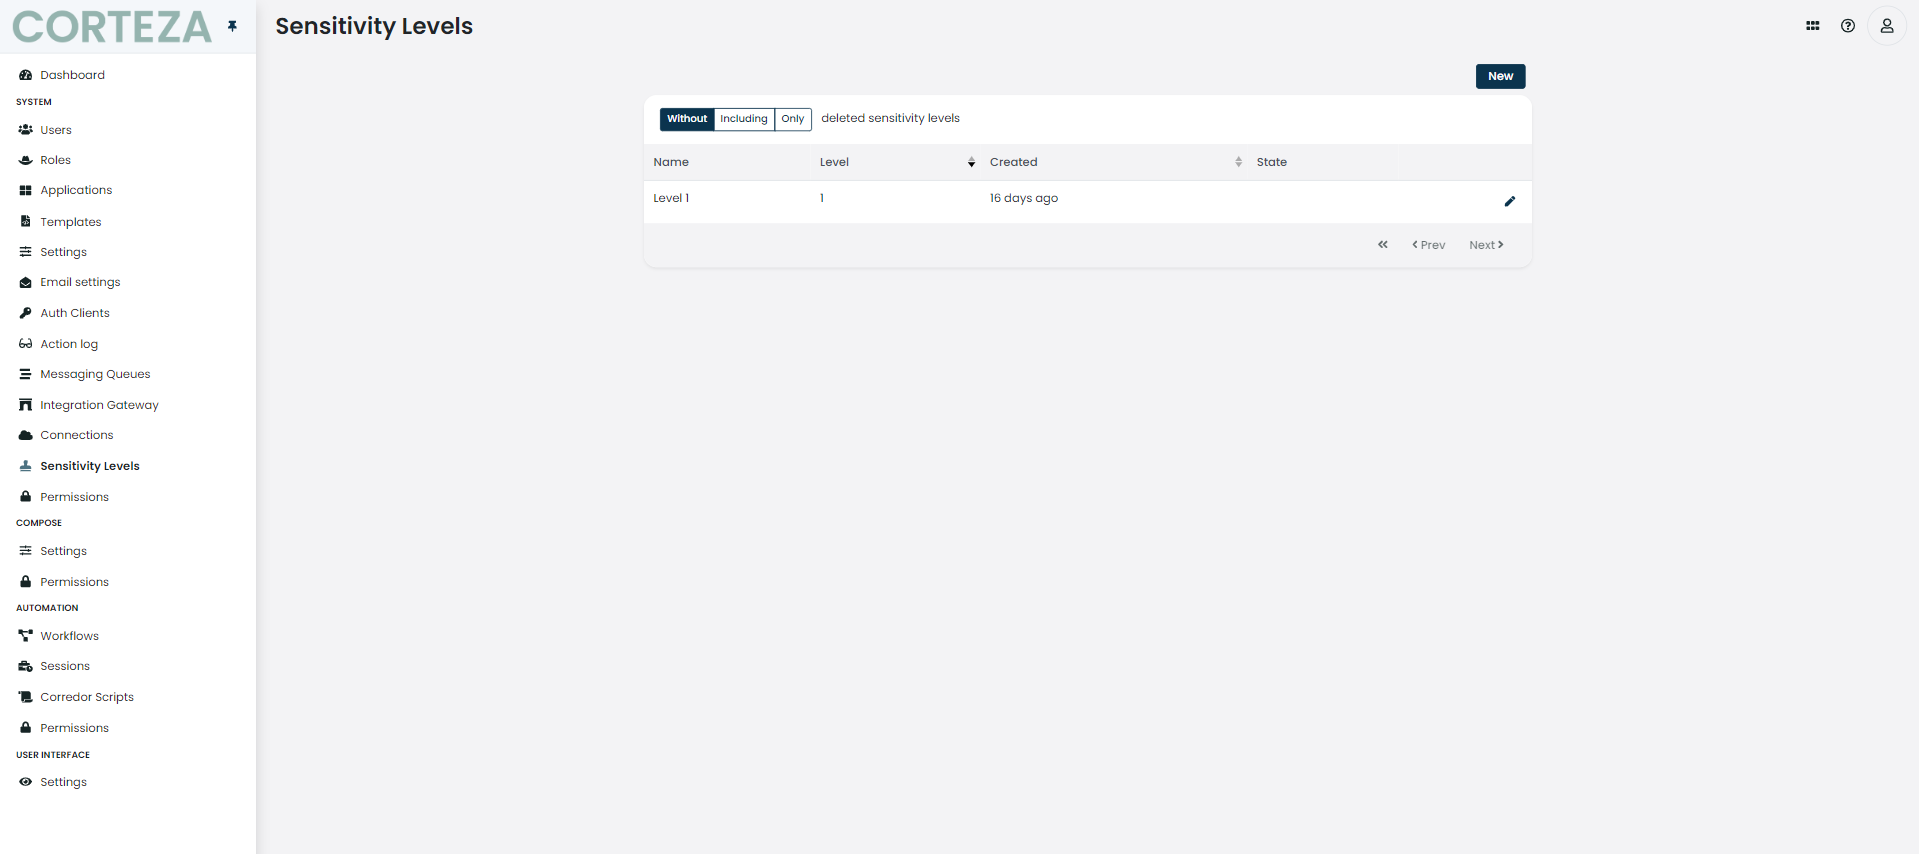 CORTEZA
Sensitivity Levels
Dashboard
SYSTEM
Users
Roles
Applications
Templates
Settings
Email settings
Auth Clients
Action log
Messaging Queues
Integration Gateway
Connections
Sensitivity Levels
Permissions
COMPOSE
Settings
Permissions
AUTOMATION
Workflows
Sessions
Corredor Scripts
Permissions
USER INTERFACE
Settings
New
Without Including Only deleted sensitivity levels
Name Level Created State
Level 1 1 16 days ago
« ‹ Prev Next ›